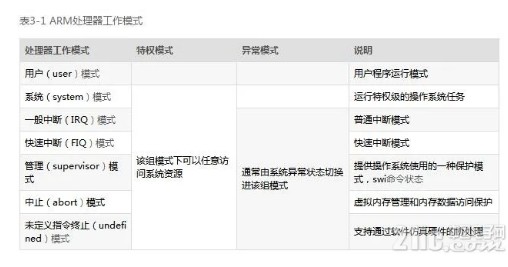 表3-1 ARM处理器工作模式
处理器工作模式 特权模式 异常模式 说明
用户（user）模式 用户程序运行模式
系统（system）模式 该组模式下可以任意访问系统资源 运行特权级的操作系统任务
一般中断（IRQ）模式 通常由系统异常状态切换进该组模式 普通中断模式
快速中断（FIQ）模式 快速中断模式
管理（supervisor）模式 提供操作系统使用的一种保护模式，swi命令状态
中止（abort）模式 虚拟内存管理和内存数据访问保护
未定义指令终止（undefined）模式 支持通过软件仿真硬件的协处理